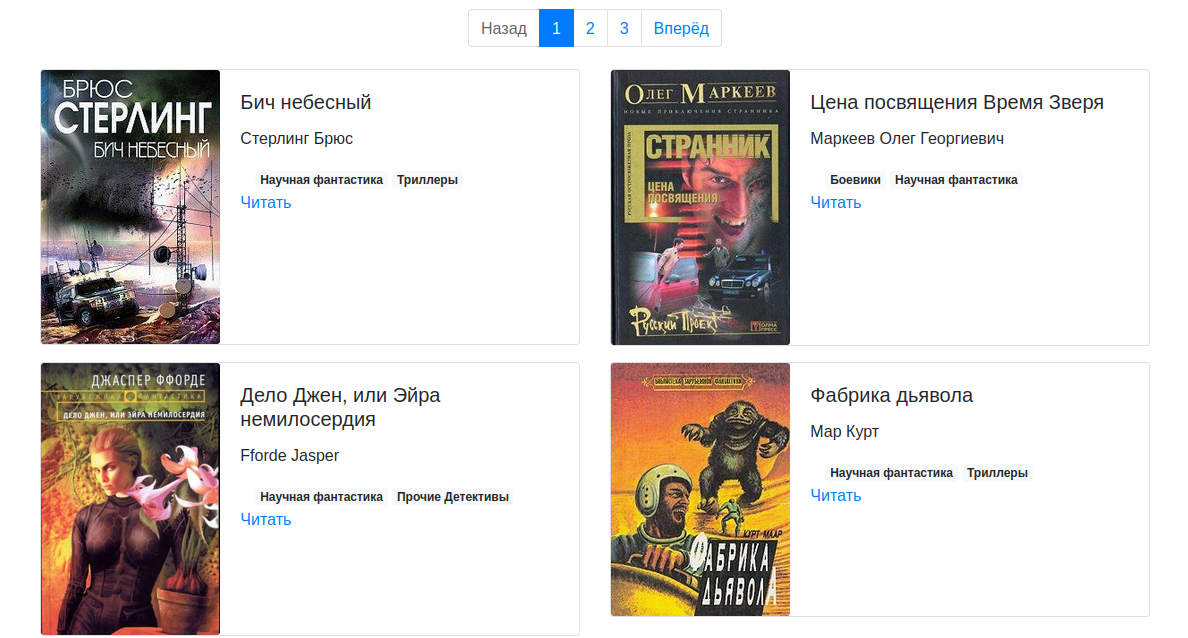 Назад 1 2 3 Вперёд
БРЮС
СТЕРЛИНГ
БИЧ НЕБЕСНЫЙ
Бич небесный
Стерлинг Брюс
Научная фантастика Триллеры
Читать
Олег Маркеев
НОВЫЕ ПРИКЛЮЧЕНИЯ СТРАННИКА
СТРАННИК
ЦЕНА
ПОСВЯЩЕНИЯ
Русский Проект
ОЛМА
ПРЕСС
Цена посвящения Время Зверя
Маркеев Олег Георгиевич
Боевики Научная фантастика
Читать
ДЖАСПЕР ФФОРДЕ
ЗАРУБЕЖНАЯ ФАНТАСТИКА
ДЕЛО ДЖЕН, ИЛИ ЭЙРА НЕМИЛОСЕРДИЯ
Дело Джен, или Эйра
немилосердия
Fforde Jasper
Научная фантастика Прочие Детективы
Читать
БИБЛИОТЕКА ЗАРУБЕЖНОЙ ФАНТАСТИКИ
КУРТ МААР
ФАБРИКА
ДЬЯВОЛА
Фабрика дьявола
Мар Курт
Научная фантастика Триллеры
Читать